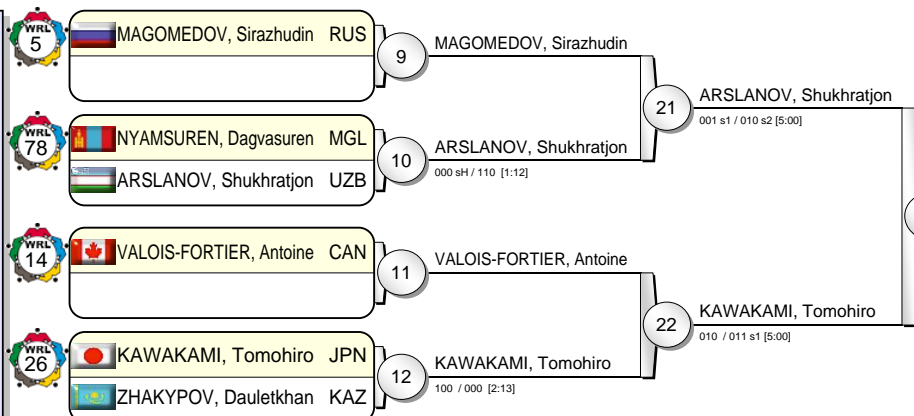 WRL
5
MAGOMEDOV, Sirazhudin RUS
9
MAGOMEDOV, Sirazhudin
21
ARSLANOV, Shukhratjon
001 s1 / 010 s2 [5:00]
WRL
78
NYAMSUREN, Dagvasuren MGL
ARSLANOV, Shukhratjon UZB
10
ARSLANOV, Shukhratjon
000 sH / 110 [1:12]
WRL
14
VALOIS-FORTIER, Antoine CAN
11
VALOIS-FORTIER, Antoine
22
KAWAKAMI, Tomohiro
010 / 011 s1 [5:00]
WRL
26
KAWAKAMI, Tomohiro JPN
ZHAKYPOV, Dauletkhan KAZ
12
KAWAKAMI, Tomohiro
100 / 000 [2:13]